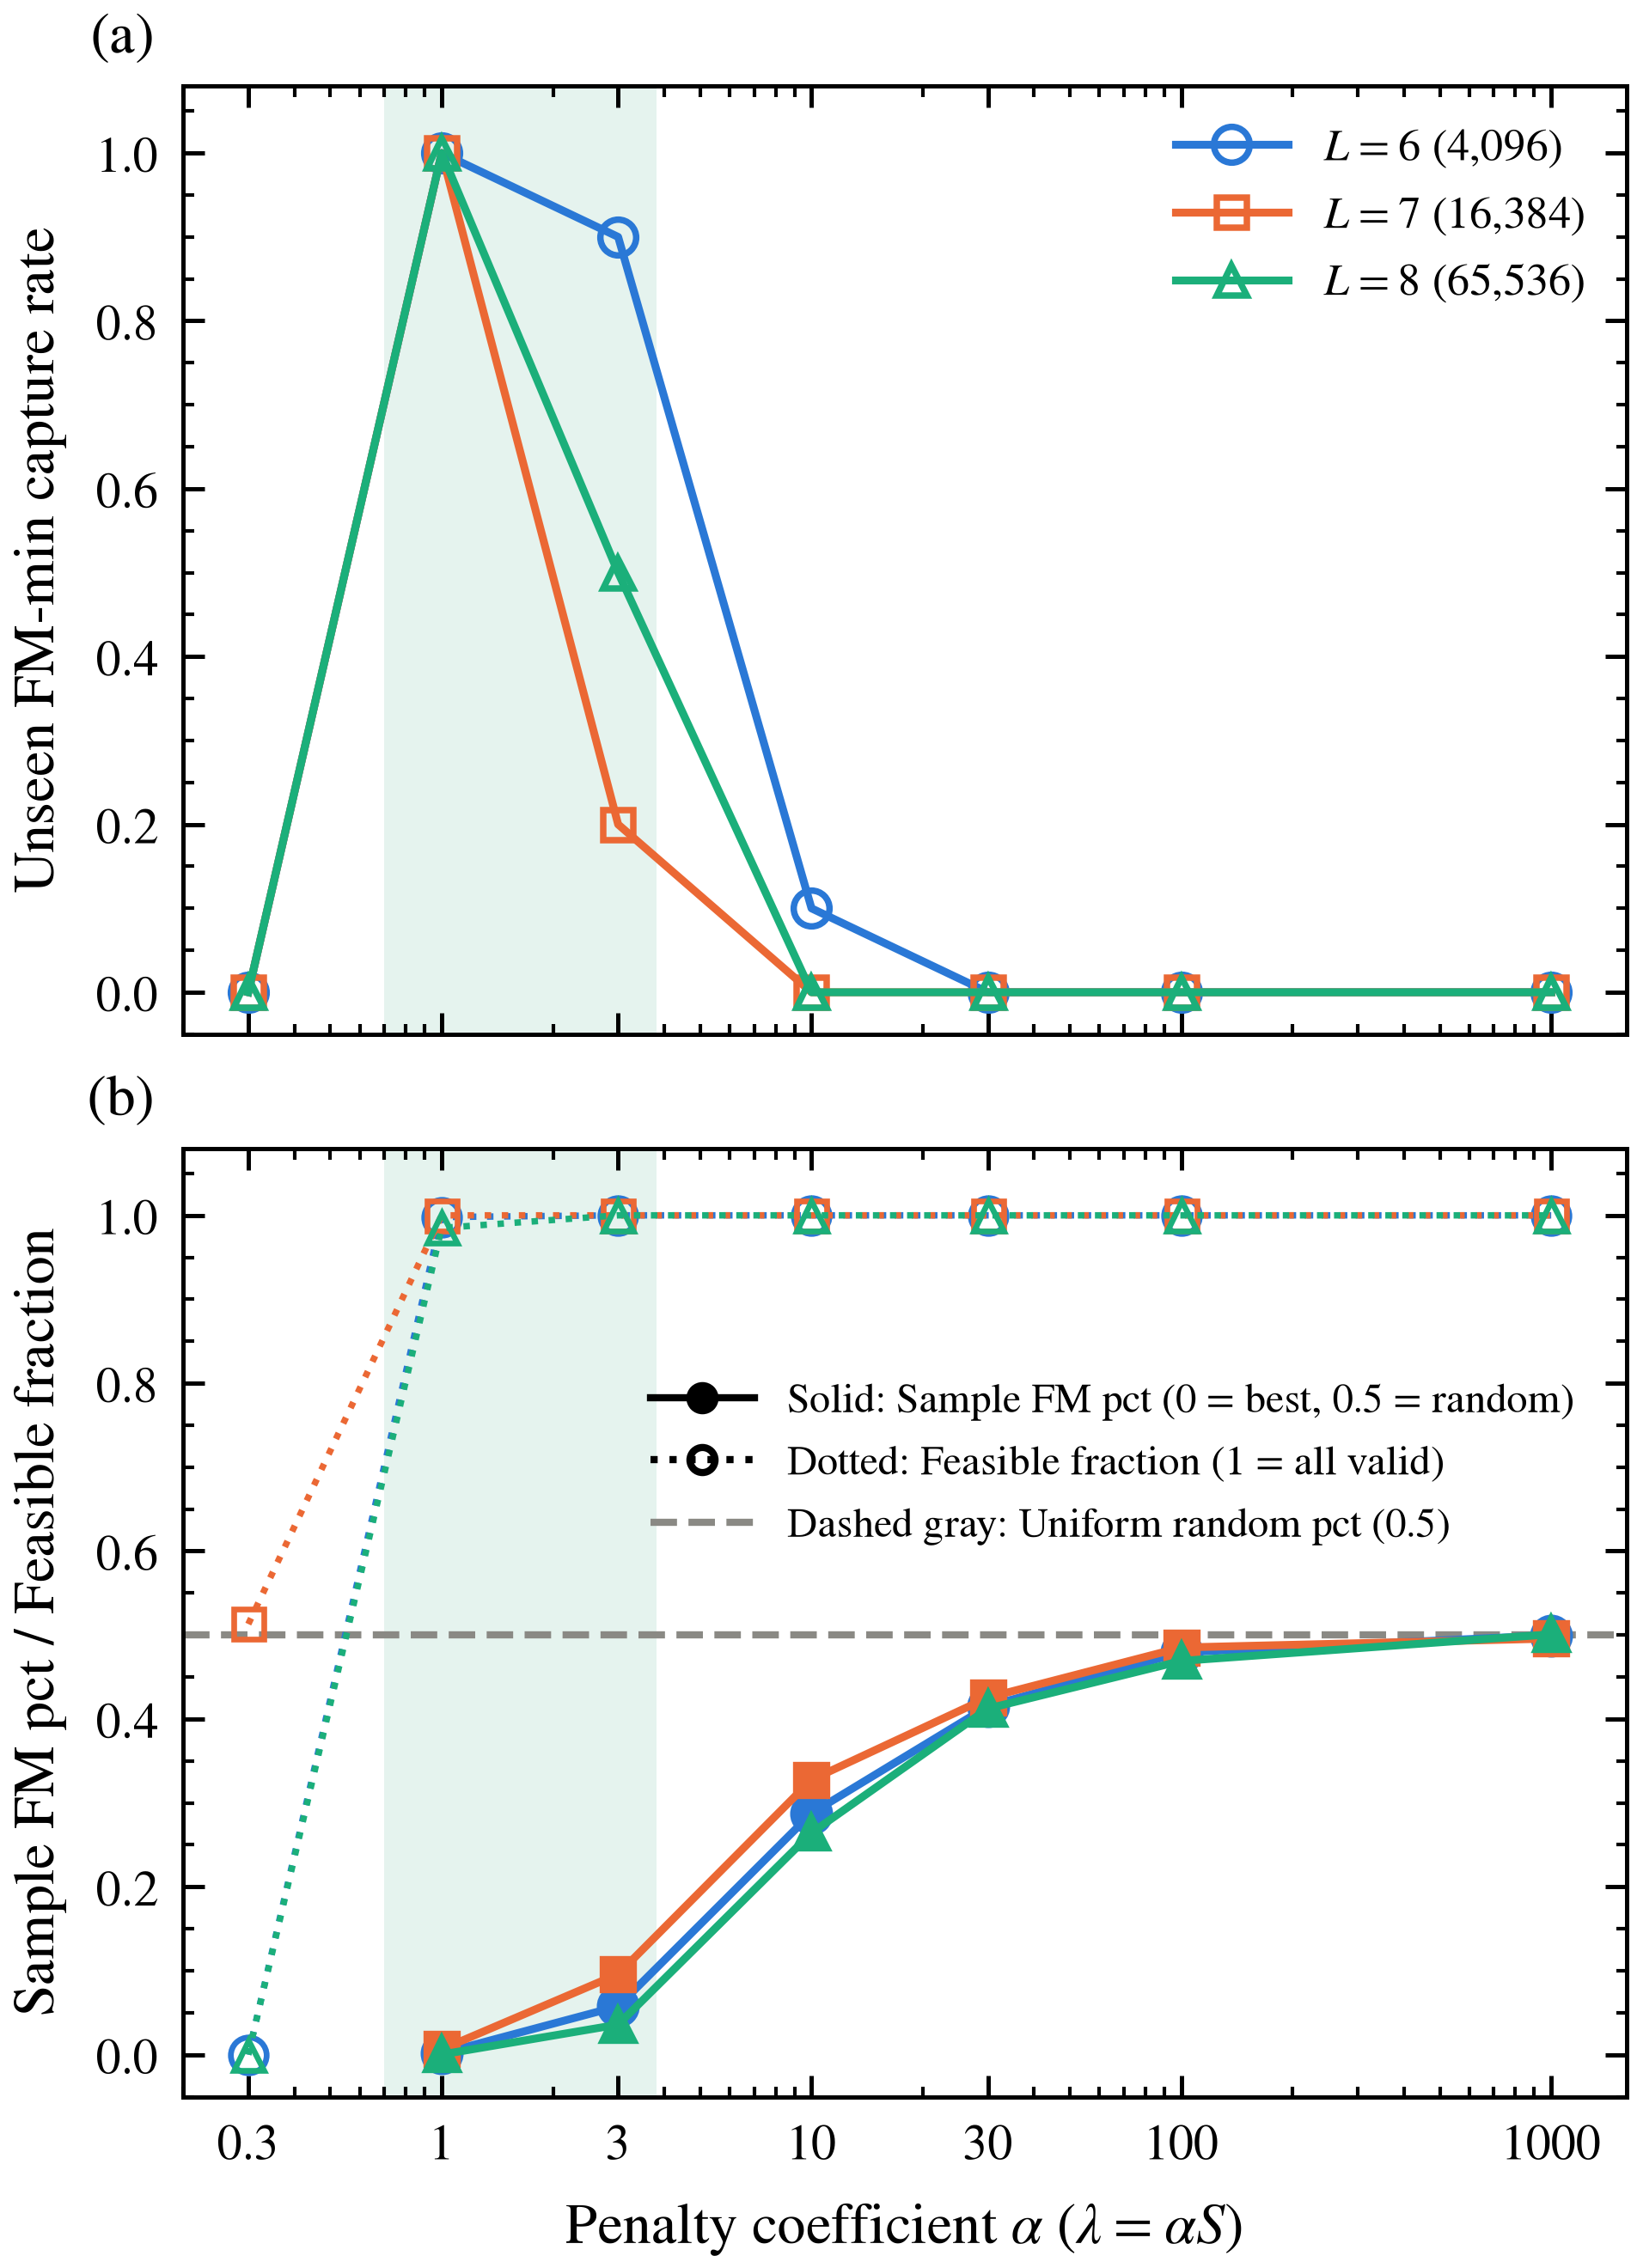 (a)
Unseen FM-min capture rate
1.0
0.8
0.6
0.4
0.2
0.0
L = 6 (4,096)
L = 7 (16,384)
L = 8 (65,536)
(b)
Sample FM pct / Feasible fraction
1.0
0.8
0.6
0.4
0.2
0.0
Solid: Sample FM pct (0 = best, 0.5 = random)
Dotted: Feasible fraction (1 = all valid)
Dashed gray: Uniform random pct (0.5)
0.3 1 3 10 30 100 1000
Penalty coefficient α (λ = αS)